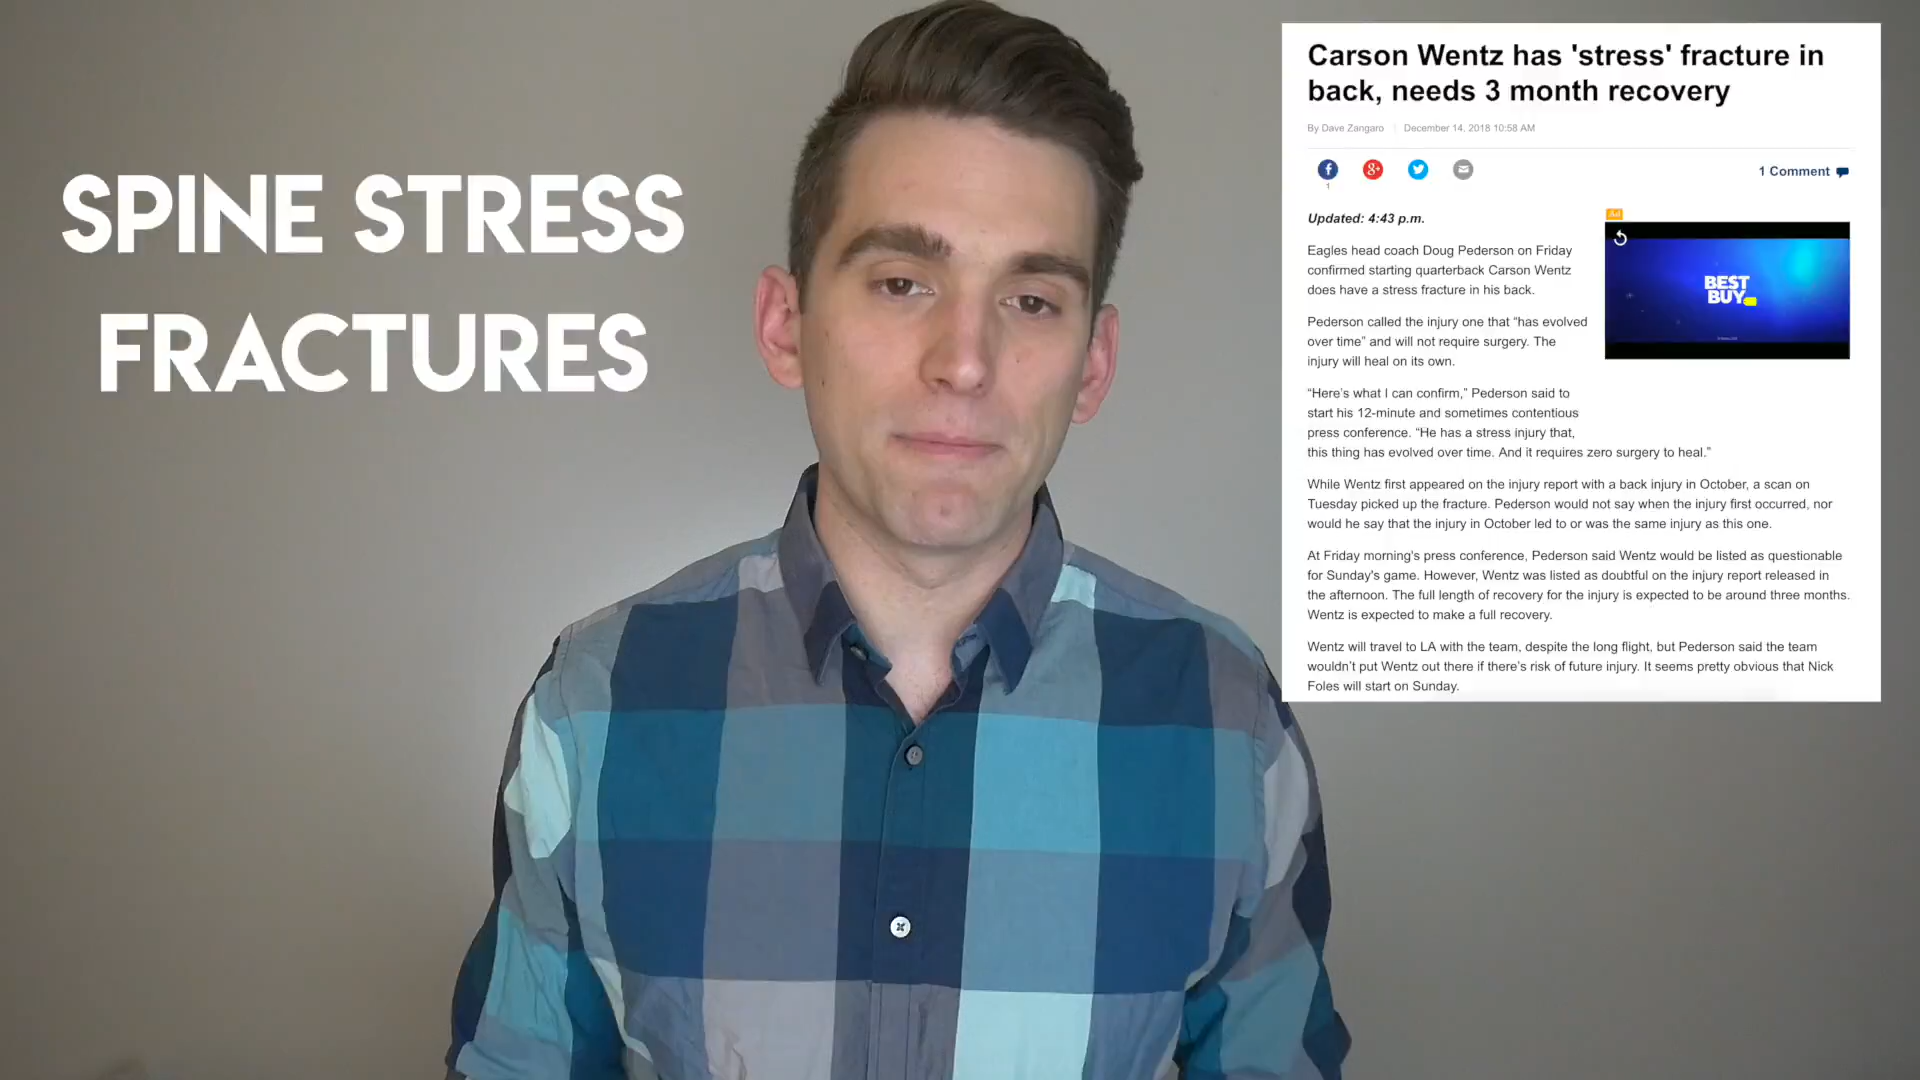 SPINE STRESS
FRACTURES
Carson Wentz has 'stress' fracture in
back, needs 3 month recovery
By Dave Zangaro | December 14, 2018 10:58 AM
f
g+
1
1 Comment
Updated: 4:43 p.m.
Ad
BEST
BUY
Eagles head coach Doug Pederson on Friday
confirmed starting quarterback Carson Wentz
does have a stress fracture in his back.
Pederson called the injury one that “has evolved
over time” and will not require surgery. The
injury will heal on its own.
“Here’s what I can confirm,” Pederson said to
start his 12-minute and sometimes contentious
press conference. “He has a stress injury that,
this thing has evolved over time. And it requires zero surgery to heal.”
While Wentz first appeared on the injury report with a back injury in October, a scan on
Tuesday picked up the fracture. Pederson would not say when the injury first occurred, nor
would he say that the injury in October led to or was the same injury as this one.
At Friday morning's press conference, Pederson said Wentz would be listed as questionable
for Sunday's game. However, Wentz was listed as doubtful on the injury report released in
the afternoon. The full length of recovery for the injury is expected to be around three months.
Wentz is expected to make a full recovery.
Wentz will travel to LA with the team, despite the long flight, but Pederson said the team
wouldn’t put Wentz out there if there’s risk of future injury. It seems pretty obvious that Nick
Foles will start on Sunday.